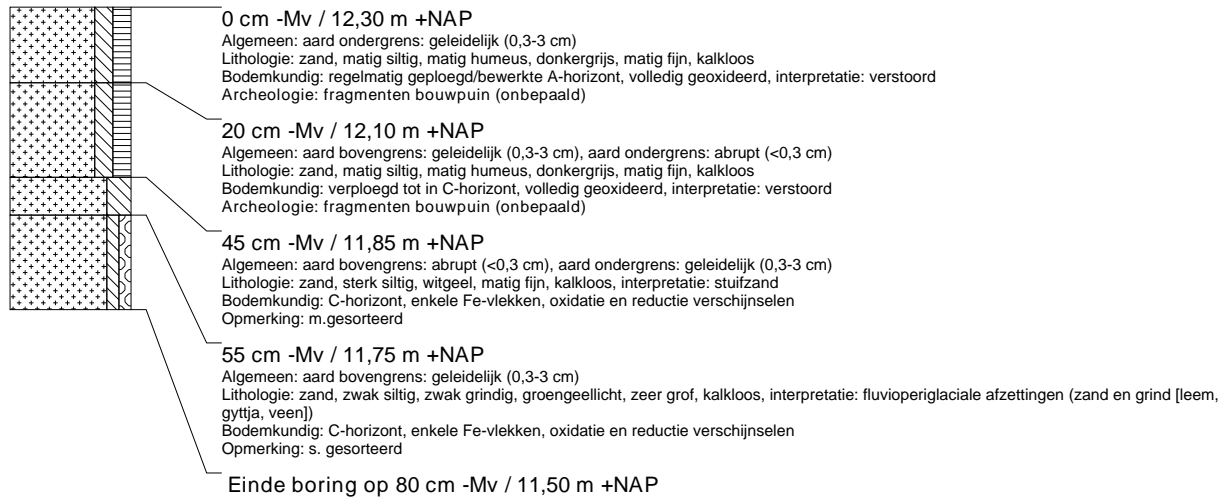 0 cm -Mv / 12,30 m +NAP
Algemeen: aard ondergrens: geleidelijk (0,3-3 cm)
Lithologie: zand, matig siltig, matig humeus, donkergrijs, matig fijn, kalkloos
Bodemkundig: regelmatig geploegd/bewerkte A-horizont, volledig geoxideerd, interpretatie: verstoord
Archeologie: fragmenten bouwpuin (onbepaald)
20 cm -Mv / 12,10 m +NAP
Algemeen: aard bovengrens: geleidelijk (0,3-3 cm), aard ondergrens: abrupt (<0,3 cm)
Lithologie: zand, matig siltig, matig humeus, donkergrijs, matig fijn, kalkloos
Bodemkundig: verploegd tot in C-horizont, volledig geoxideerd, interpretatie: verstoord
Archeologie: fragmenten bouwpuin (onbepaald)
45 cm -Mv / 11,85 m +NAP
Algemeen: aard bovengrens: abrupt (<0,3 cm), aard ondergrens: geleidelijk (0,3-3 cm)
Lithologie: zand, sterk siltig, witgeel, matig fijn, kalkloos, interpretatie: stuifzand
Bodemkundig: C-horizont, enkele Fe-vlekken, oxidatie en reductie verschijnselen
Opmerking: m.gesorteerd
55 cm -Mv / 11,75 m +NAP
Algemeen: aard bovengrens: geleidelijk (0,3-3 cm)
Lithologie: zand, zwak siltig, zwak grindig, groengeellicht, zeer grof, kalkloos, interpretatie: fluvioperiglaciale afzettingen (zand en grind [leem,
gyttja, veen])
Bodemkundig: C-horizont, enkele Fe-vlekken, oxidatie en reductie verschijnselen
Opmerking: s. gesorteerd
Einde boring op 80 cm -Mv / 11,50 m +NAP